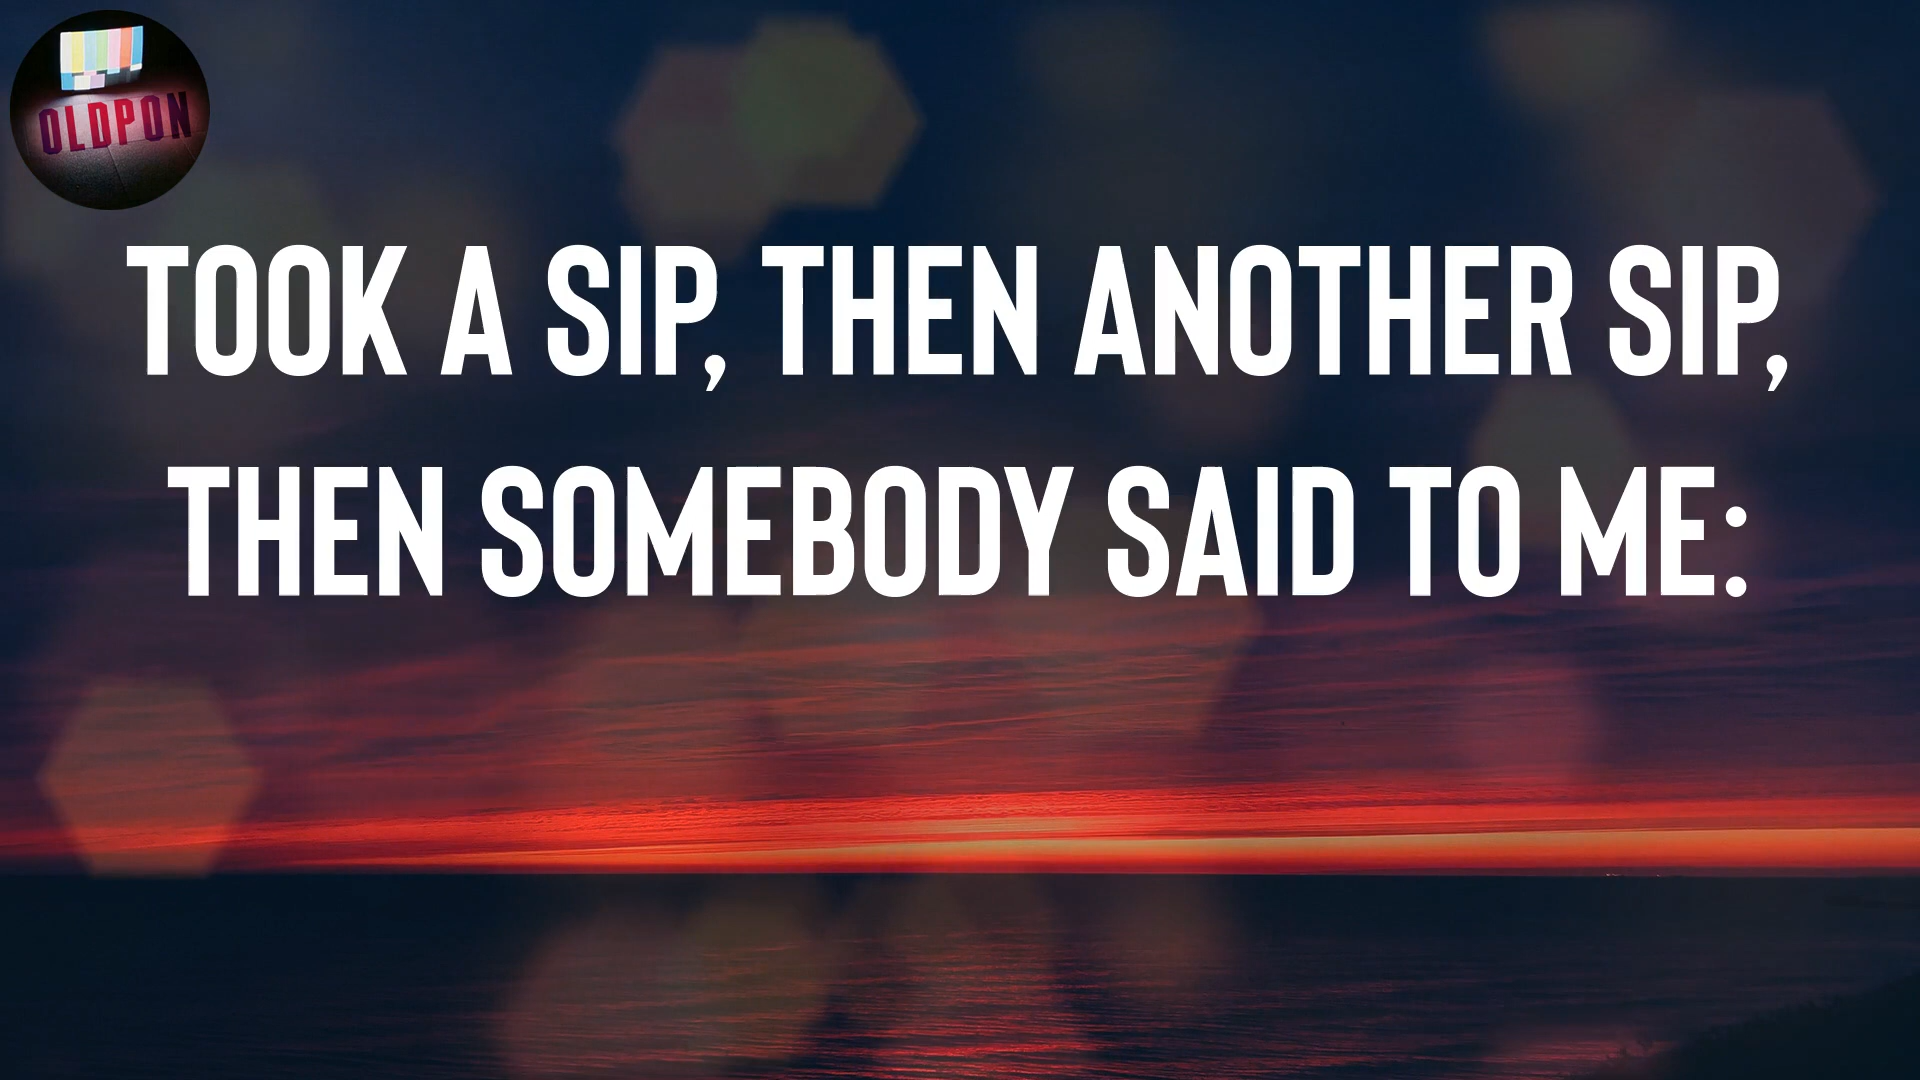 OLDPON
TOOK A SIP, THEN ANOTHER SIP,
THEN SOMEBODY SAID TO ME: